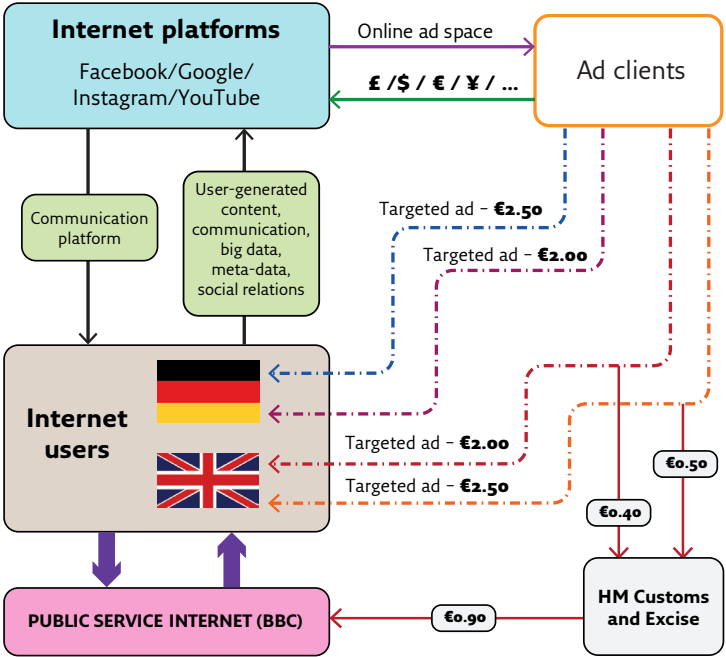 Internet platforms
Facebook/Google/
Instagram/YouTube
Online ad space
£ /$ / € / ¥ / ...
Ad clients
Communication
platform
User-generated
content,
communication,
big data,
meta-data,
social relations
Targeted ad – €2.50
Targeted ad – €2.00
Internet
users
Targeted ad – €2.00
Targeted ad – €2.50
€0.50
€0.40
HM Customs
and Excise
€0.90
PUBLIC SERVICE INTERNET (BBC)